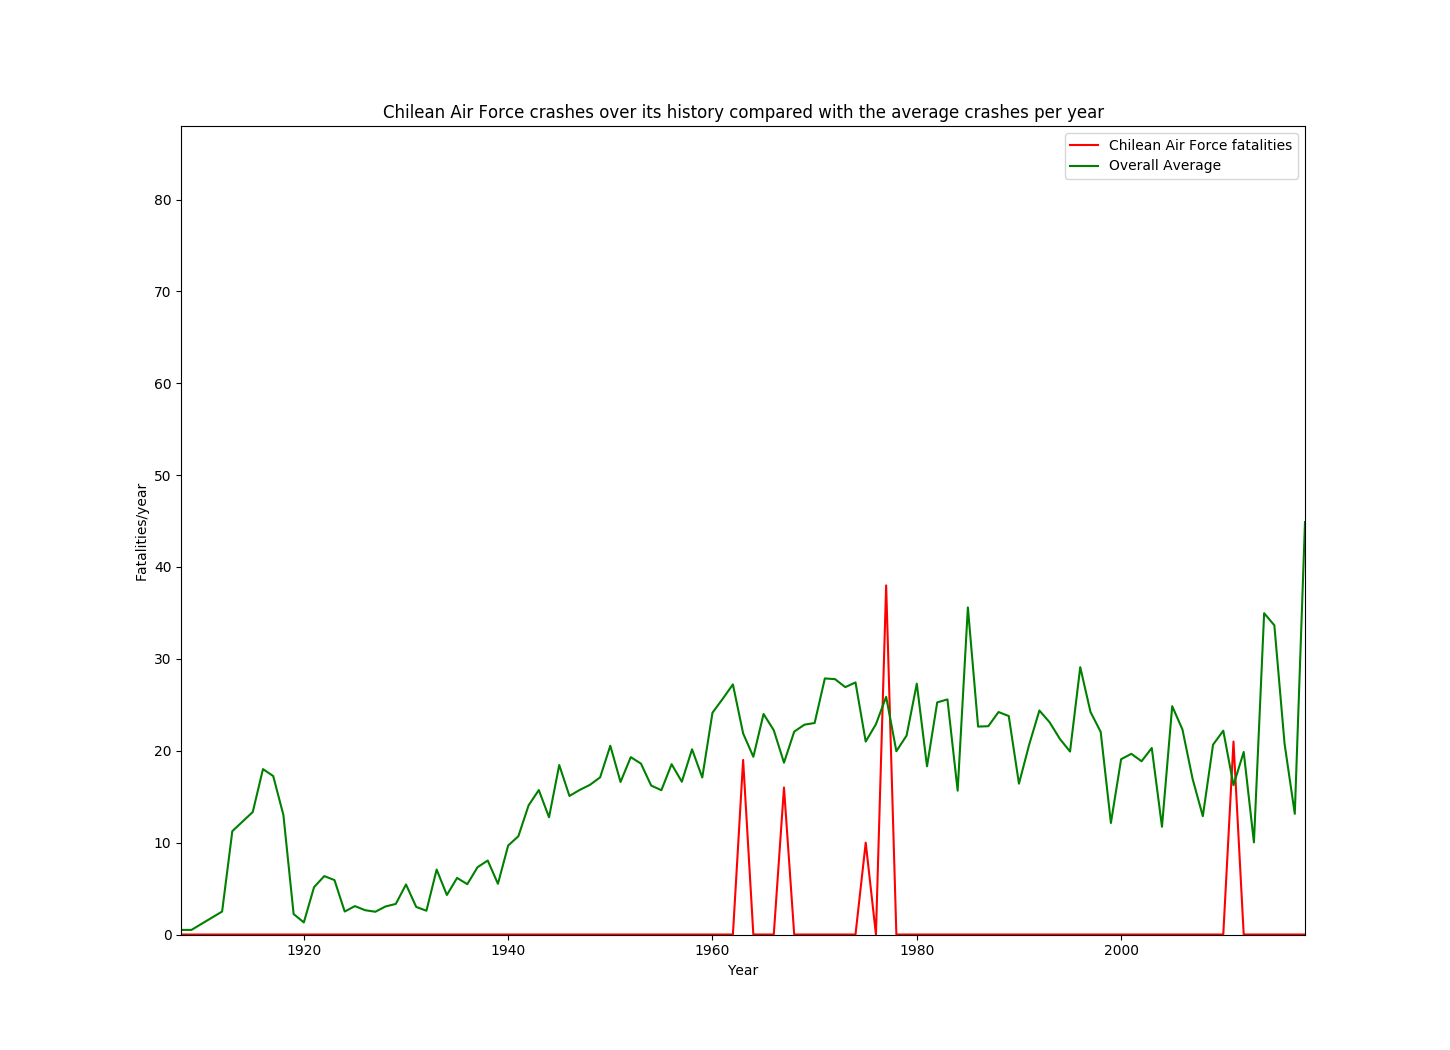 Chilean Air Force crashes over its history compared with the average crashes per year
Chilean Air Force fatalities
Overall Average
80
70
60
50
40
30
20
10
0
Fatalities/year
1920
1940
1960
1980
2000
Year